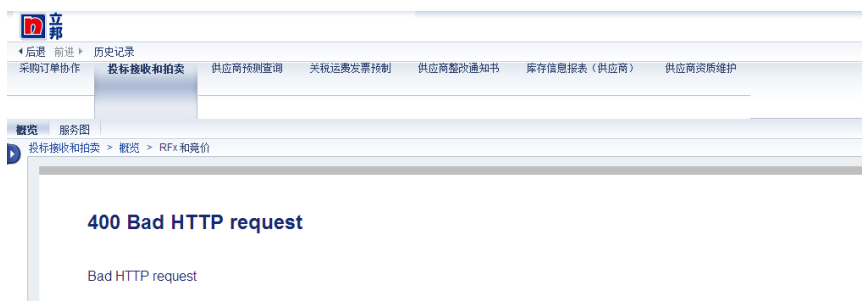 n 立邦
后退 前进 历史记录
采购订单协作 投标接收和拍卖 供应商预测查询 关税运费发票预制 供应商整改通知书 库存信息报表（供应商） 供应商资质维护
概览 服务图
投标接收和拍卖 > 概览 > RFx 和竞价
400 Bad HTTP request
Bad HTTP request